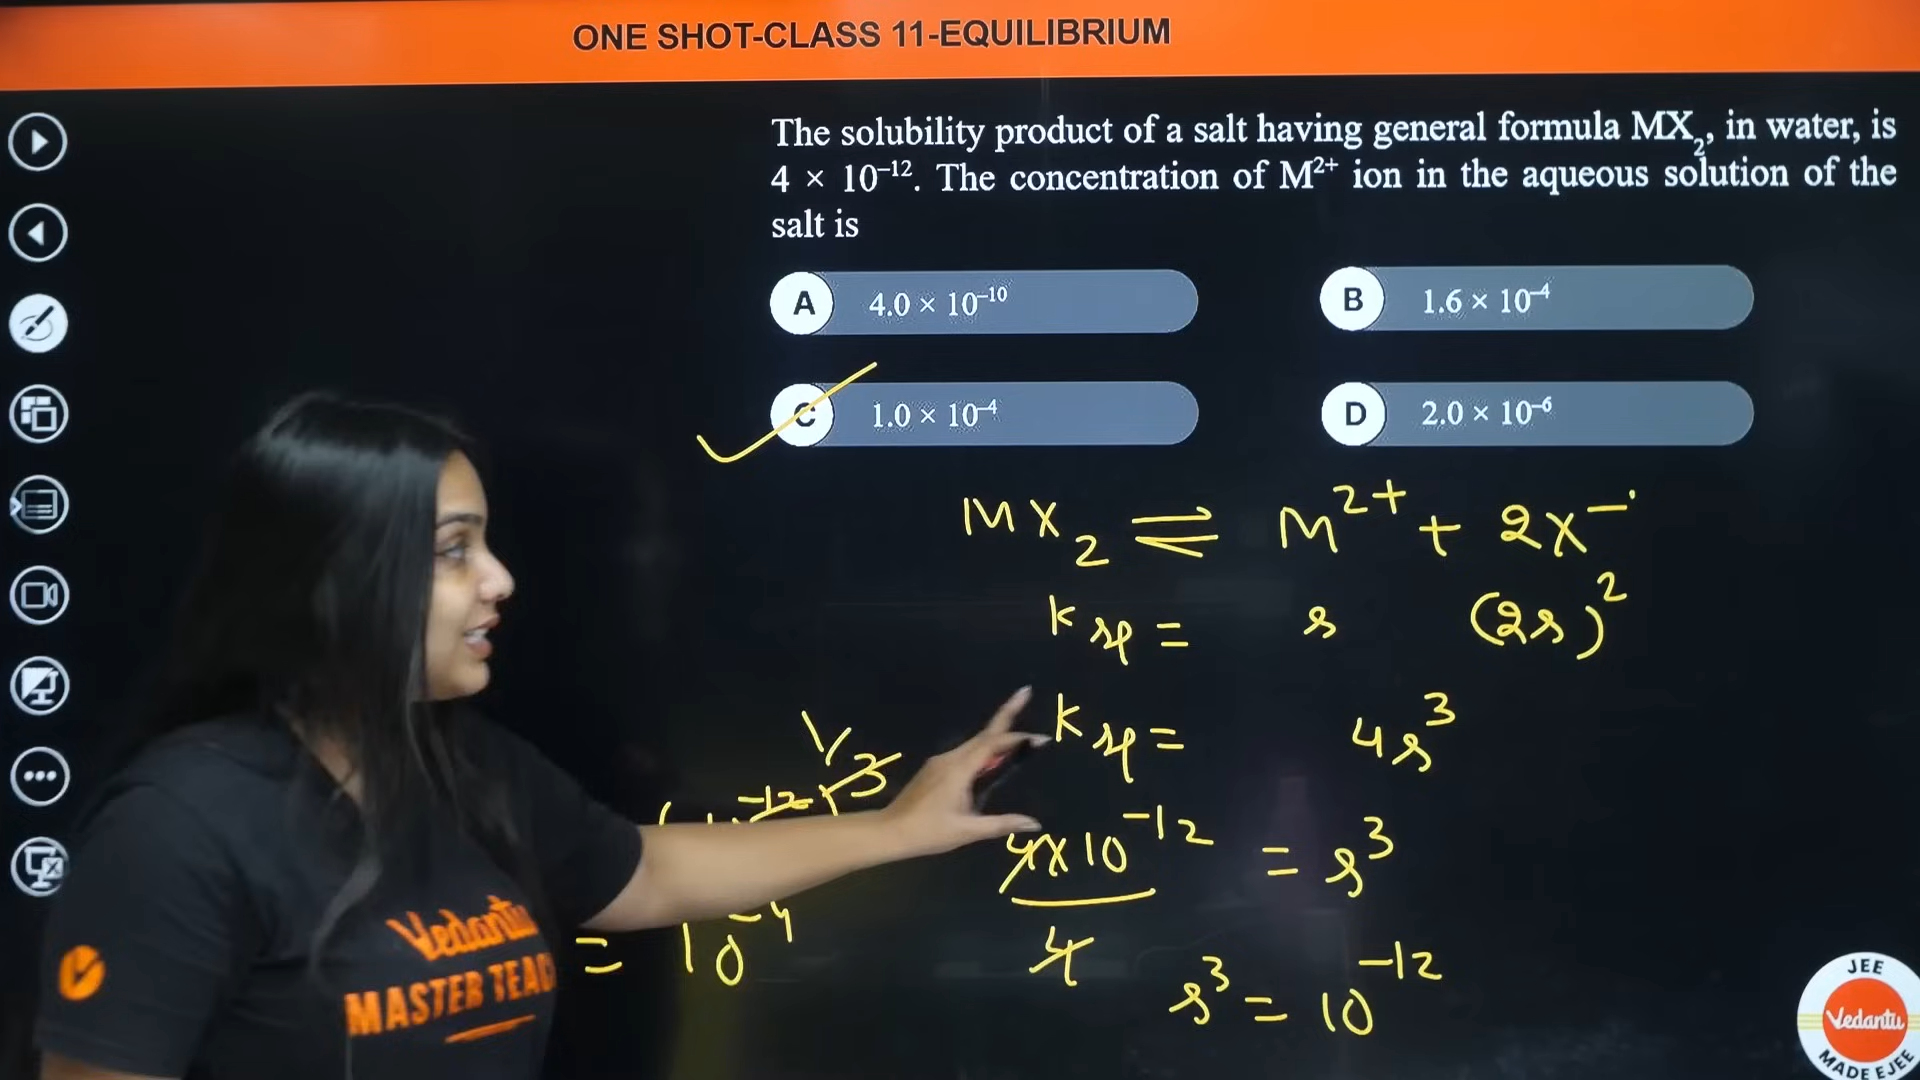 ONE SHOT-CLASS 11-EQUILIBRIUM
The solubility product of a salt having general formula MX₂, in water, is
4 × 10⁻¹². The concentration of M²⁺ ion in the aqueous solution of the
salt is
A 4.0 × 10⁻¹⁰
B 1.6 × 10⁻⁴
C 1.0 × 10⁻⁴
D 2.0 × 10⁻⁶
MX₂ ⇌ M²⁺ + 2X⁻
Ksp = s (2s)²
Ksp = 4s³
4×10⁻¹² / 4 = s³
s³ = 10⁻¹²
⁻¹² 1/3
= 10⁻⁴
Vedantu
MASTER
JEE
Vedantu
MADE EJEE